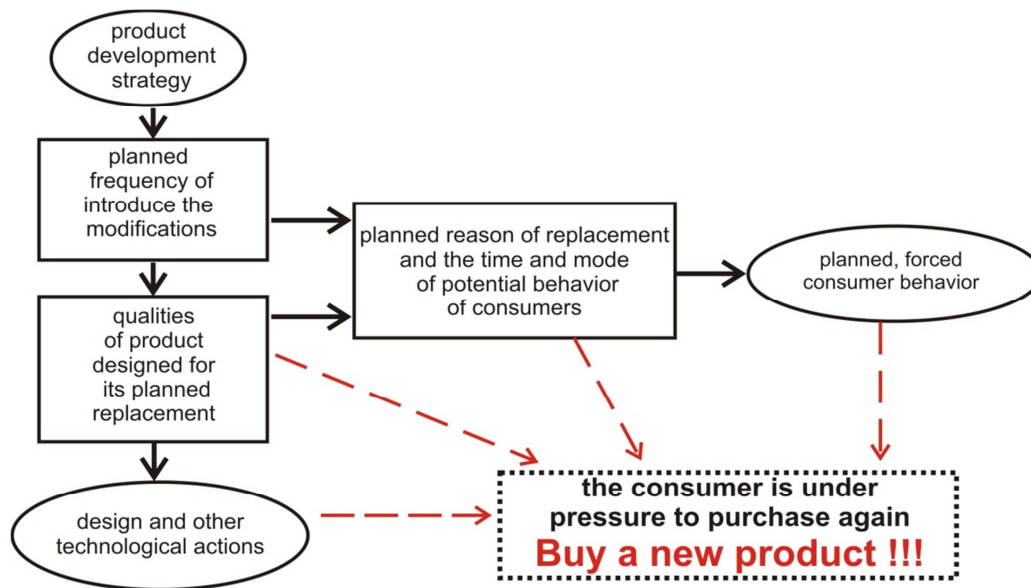 product
development
strategy
planned
frequency of
introduce the
modifications
planned reason of replacement
and the time and mode
of potential behavior
of consumers
planned, forced
consumer behavior
qualities
of product
designed for
its planned
replacement
design and other
technological actions
the consumer is under
pressure to purchase again
Buy a new product !!!